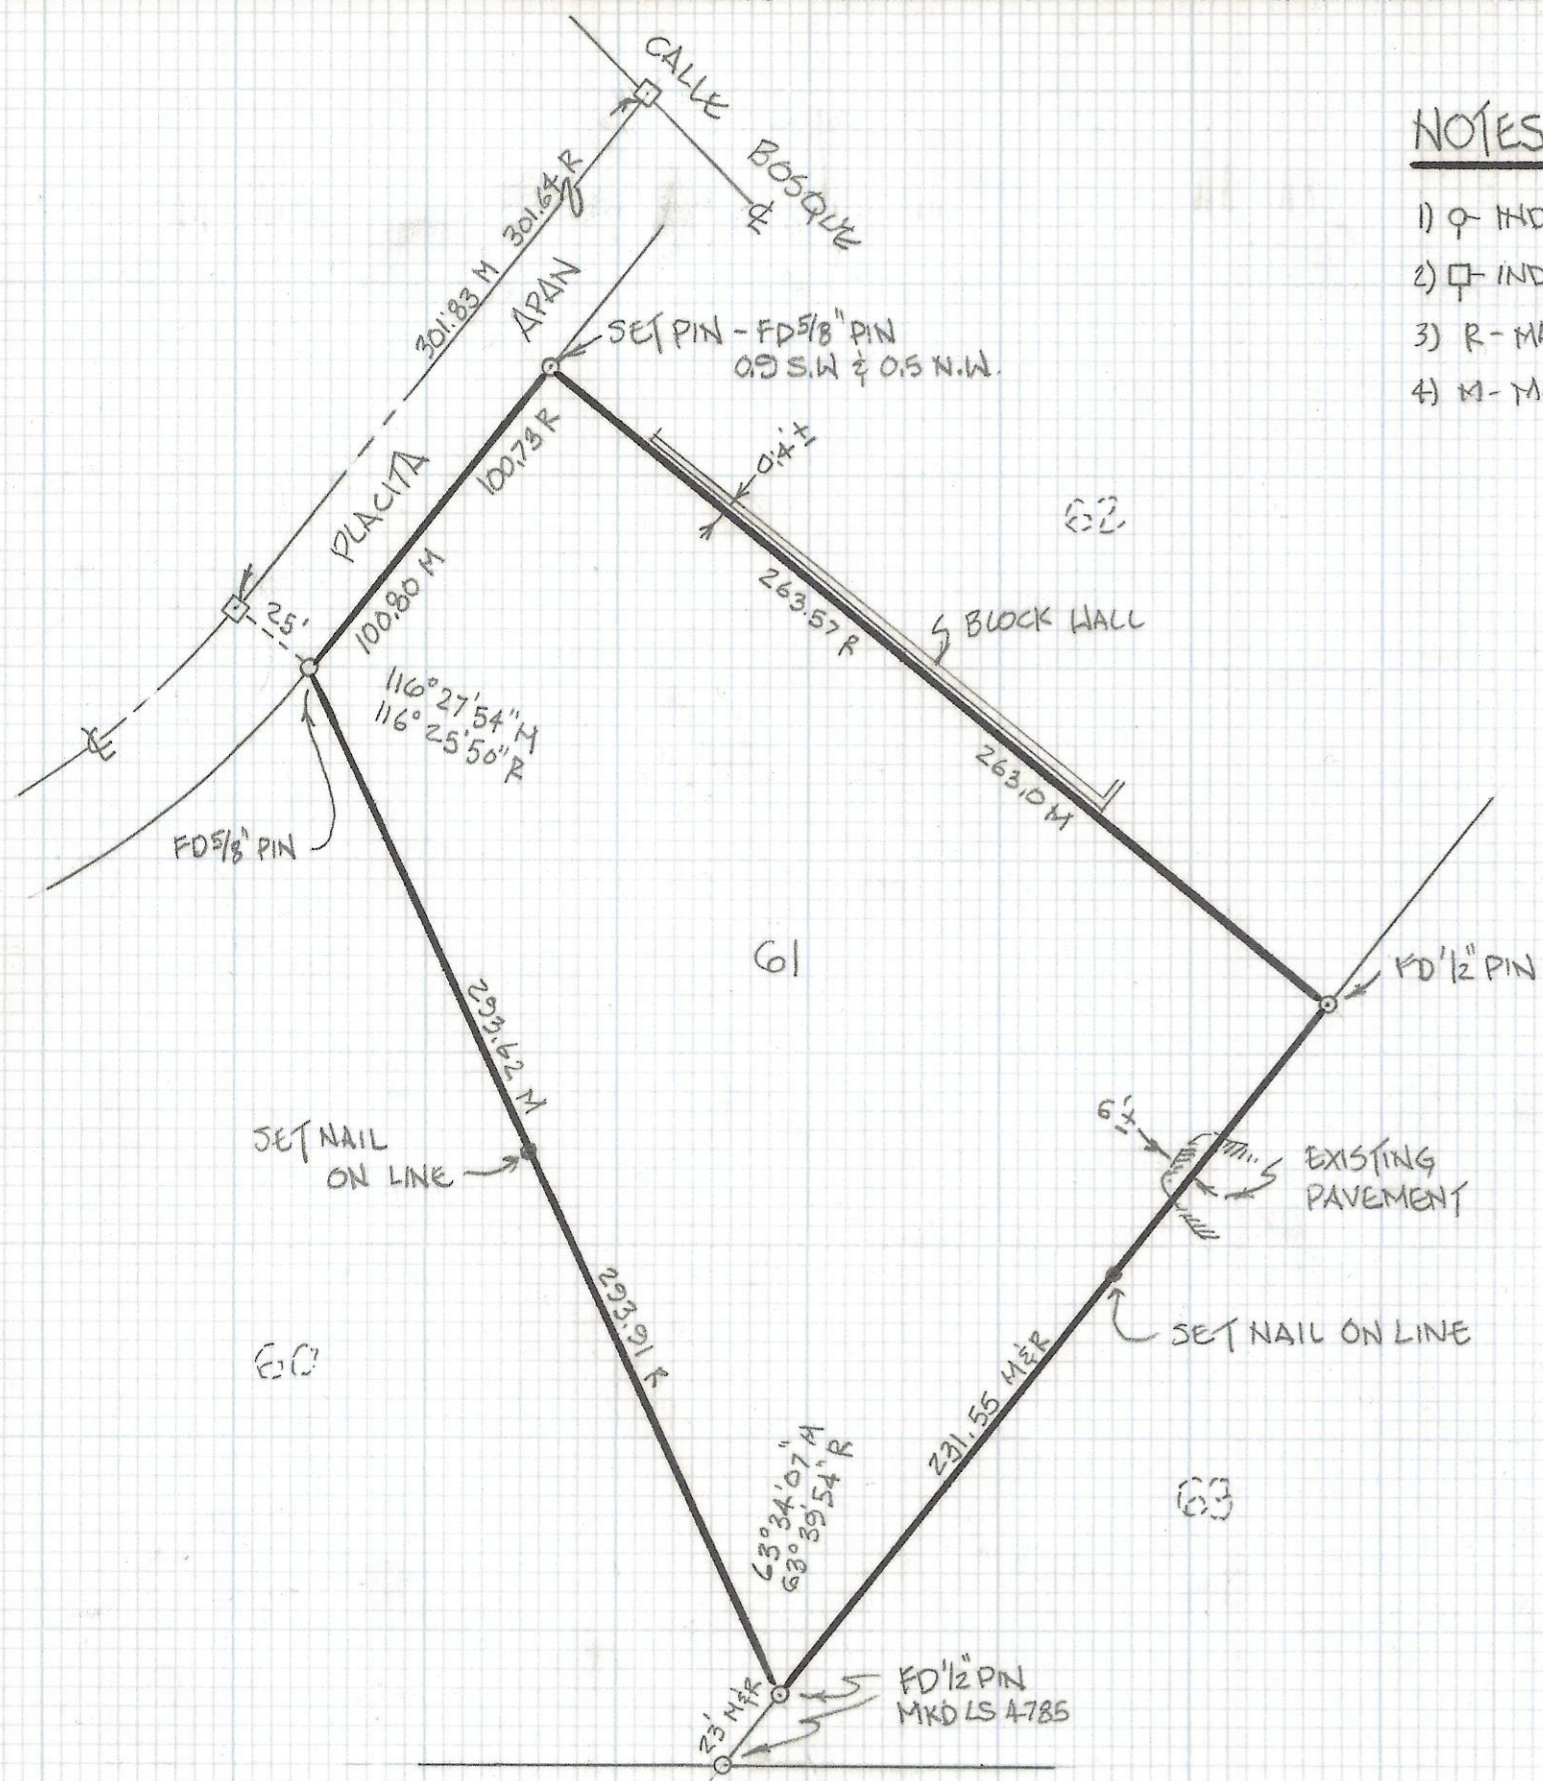 CALLE
BOSQUE
℄
301.83 M 301.64 R
APAN
PLACITA
NOTES
1) IND
2) IND
3) R - MA
4) M - M
SET PIN - FD 5/8" PIN
0.9 S.W & 0.5 N.W.
100.73 R
100.80 M
0.4'±
62
25'
263.57 R
BLOCK WALL
116° 27' 54" M
116° 25' 50" R
℄
263.0 M
FD 5/8" PIN
61
FD 1/2" PIN
293.62 M
6'±
SET NAIL
ON LINE
EXISTING
PAVEMENT
293.91 R
SET NAIL ON LINE
60
231.55 M & R
63° 34' 07" M
63° 39' 54" R
63
FD 1/2" PIN
MKD LS 4785
23' M & R